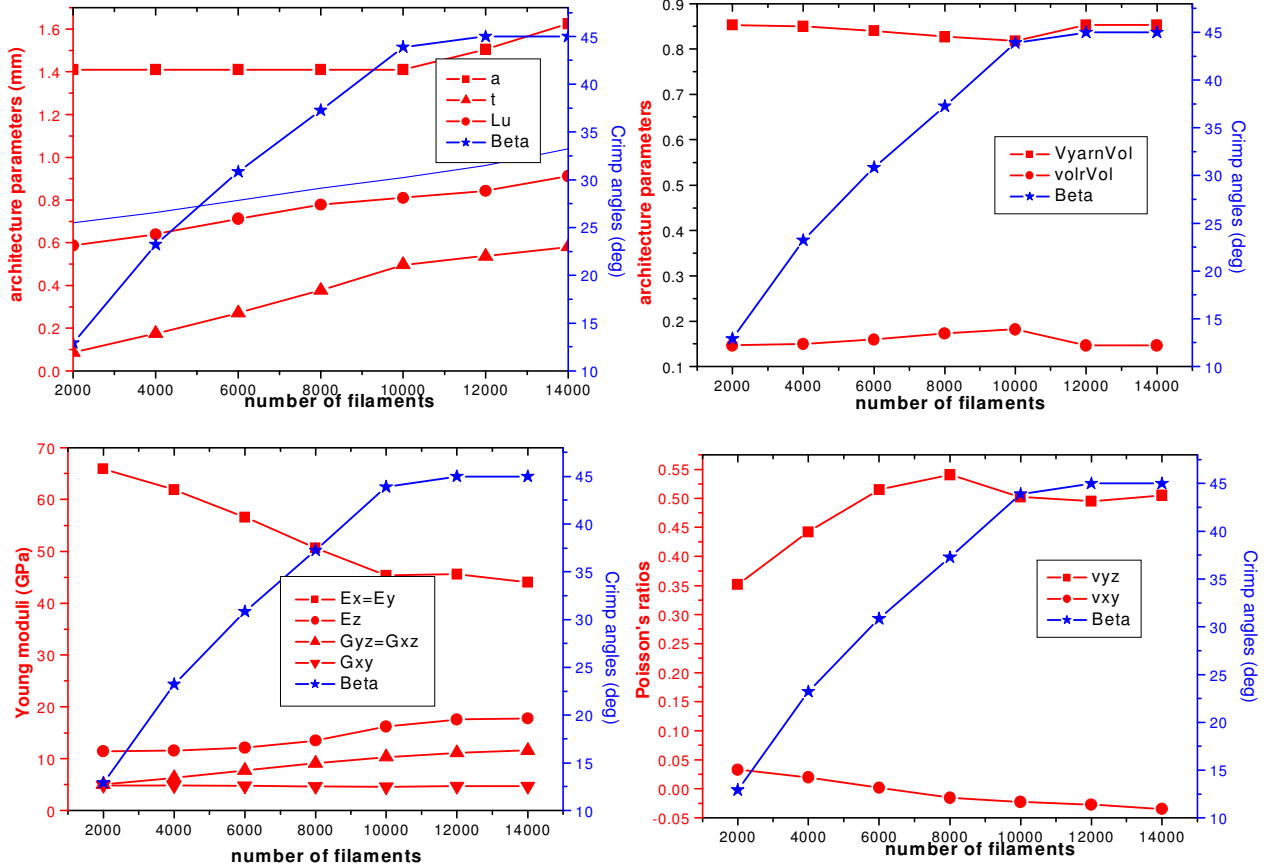 architecture parameters (mm)
1.6
1.4
1.2
1.0
0.8
0.6
0.4
0.2
0.0
a
t
Lu
Beta
45
40
35
30
25
20
15
10
Crimp angles (deg)
2000 4000 6000 8000 10000 12000 14000
number of filaments
architecture parameters
0.9
0.8
0.7
0.6
0.5
0.4
0.3
0.2
0.1
VyarnVol
volrVol
Beta
45
40
35
30
25
20
15
10
Crimp angles (deg)
2000 4000 6000 8000 10000 12000 14000
number of filaments
Young moduli (GPa)
70
60
50
40
30
20
10
0
Ex=Ey
Ez
Gyz=Gxz
Gxy
Beta
45
40
35
30
25
20
15
10
Crimp angles (deg)
2000 4000 6000 8000 10000 12000 14000
number of filaments
Poisson's ratios
0.55
0.50
0.45
0.40
0.35
0.30
0.25
0.20
0.15
0.10
0.05
0.00
-0.05
vyz
vxy
Beta
45
40
35
30
25
20
15
10
Crimp angles (deg)
2000 4000 6000 8000 10000 12000 14000
number of filaments